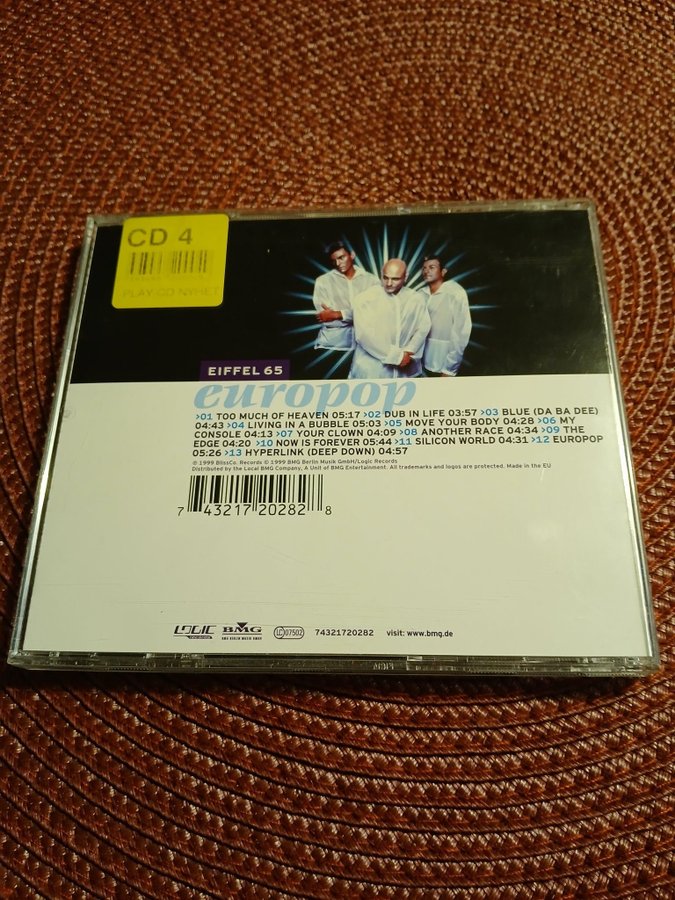 CD 4
PLAY-CD NYHET
EIFFEL 65
europop
>01 TOO MUCH OF HEAVEN 05:17 >02 DUB IN LIFE 03:57 >03 BLUE (DA BA DEE)
04:43 >04 LIVING IN A BUBBLE 05:03 >05 MOVE YOUR BODY 04:28 >06 MY
CONSOLE 04:13 >07 YOUR CLOWN 04:09 >08 ANOTHER RACE 04:34 >09 THE
EDGE 04:20 >10 NOW IS FOREVER 05:44 >11 SILICON WORLD 04:31 >12 EUROPOP
05:26 >13 HYPERLINK (DEEP DOWN) 04:57
℗ 1999 BlissCo. Records © 1999 BMG Berlin Musik GmbH/Logic Records
Distributed by the Local BMG Company, A Unit of BMG Entertainment. All trademarks and logos are protected. Made in the EU
7 43217 20282 8
LOGIC BMG LC 07502 74321720282 visit: www.bmg.de
BMG BERLIN MUSIK GMBH